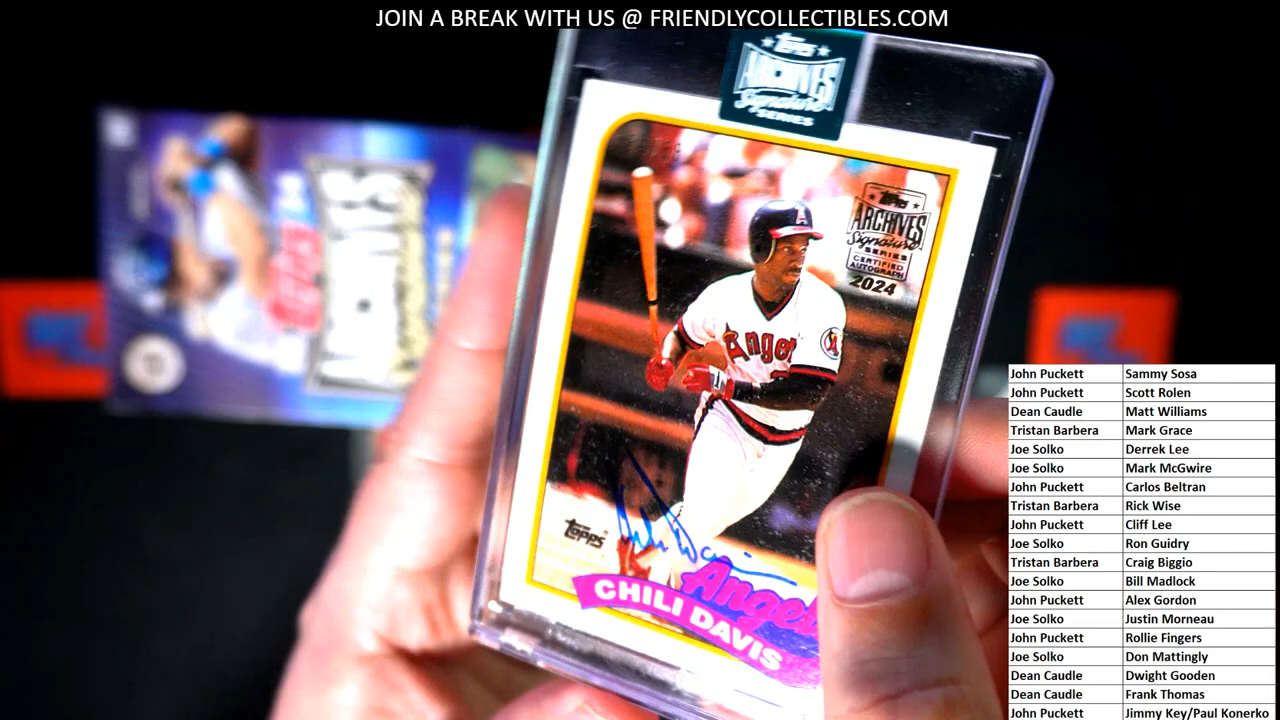 JOIN A BREAK WITH US @ FRIENDLYCOLLECTIBLES.COM
Topps
ARCHIVES
Signature
SERIES
Topps
ARCHIVES
Signature
SERIES
CERTIFIED
AUTOGRAPH
2024
A
Angel
A
Topps
Angels
CHILI DAVIS
John Puckett Sammy Sosa
John Puckett Scott Rolen
Dean Caudle Matt Williams
Tristan Barbera Mark Grace
Joe Solko Derrek Lee
Joe Solko Mark McGwire
John Puckett Carlos Beltran
Tristan Barbera Rick Wise
John Puckett Cliff Lee
Joe Solko Ron Guidry
Tristan Barbera Craig Biggio
Joe Solko Bill Madlock
John Puckett Alex Gordon
Joe Solko Justin Morneau
John Puckett Rollie Fingers
Joe Solko Don Mattingly
Dean Caudle Dwight Gooden
Dean Caudle Frank Thomas
John Puckett Jimmy Key/Paul Konerko